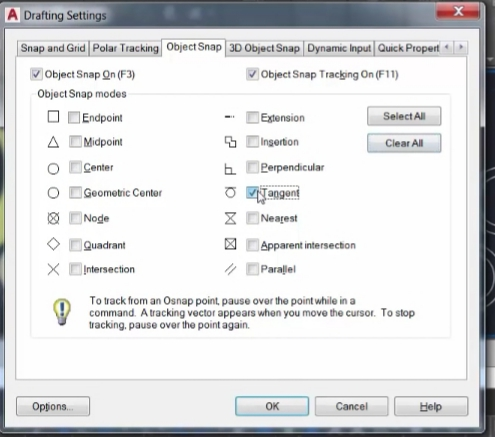 A Drafting Settings
Snap and Grid Polar Tracking Object Snap 3D Object Snap Dynamic Input Quick Propert
Object Snap On (F3) Object Snap Tracking On (F11)
Object Snap modes
Endpoint Extension Select All
Midpoint Insertion Clear All
Center Perpendicular
Geometric Center Tangent
Node Nearest
Quadrant Apparent intersection
Intersection Parallel
To track from an Osnap point, pause over the point while in a
command. A tracking vector appears when you move the cursor. To stop
tracking, pause over the point again.
Options... OK Cancel Help